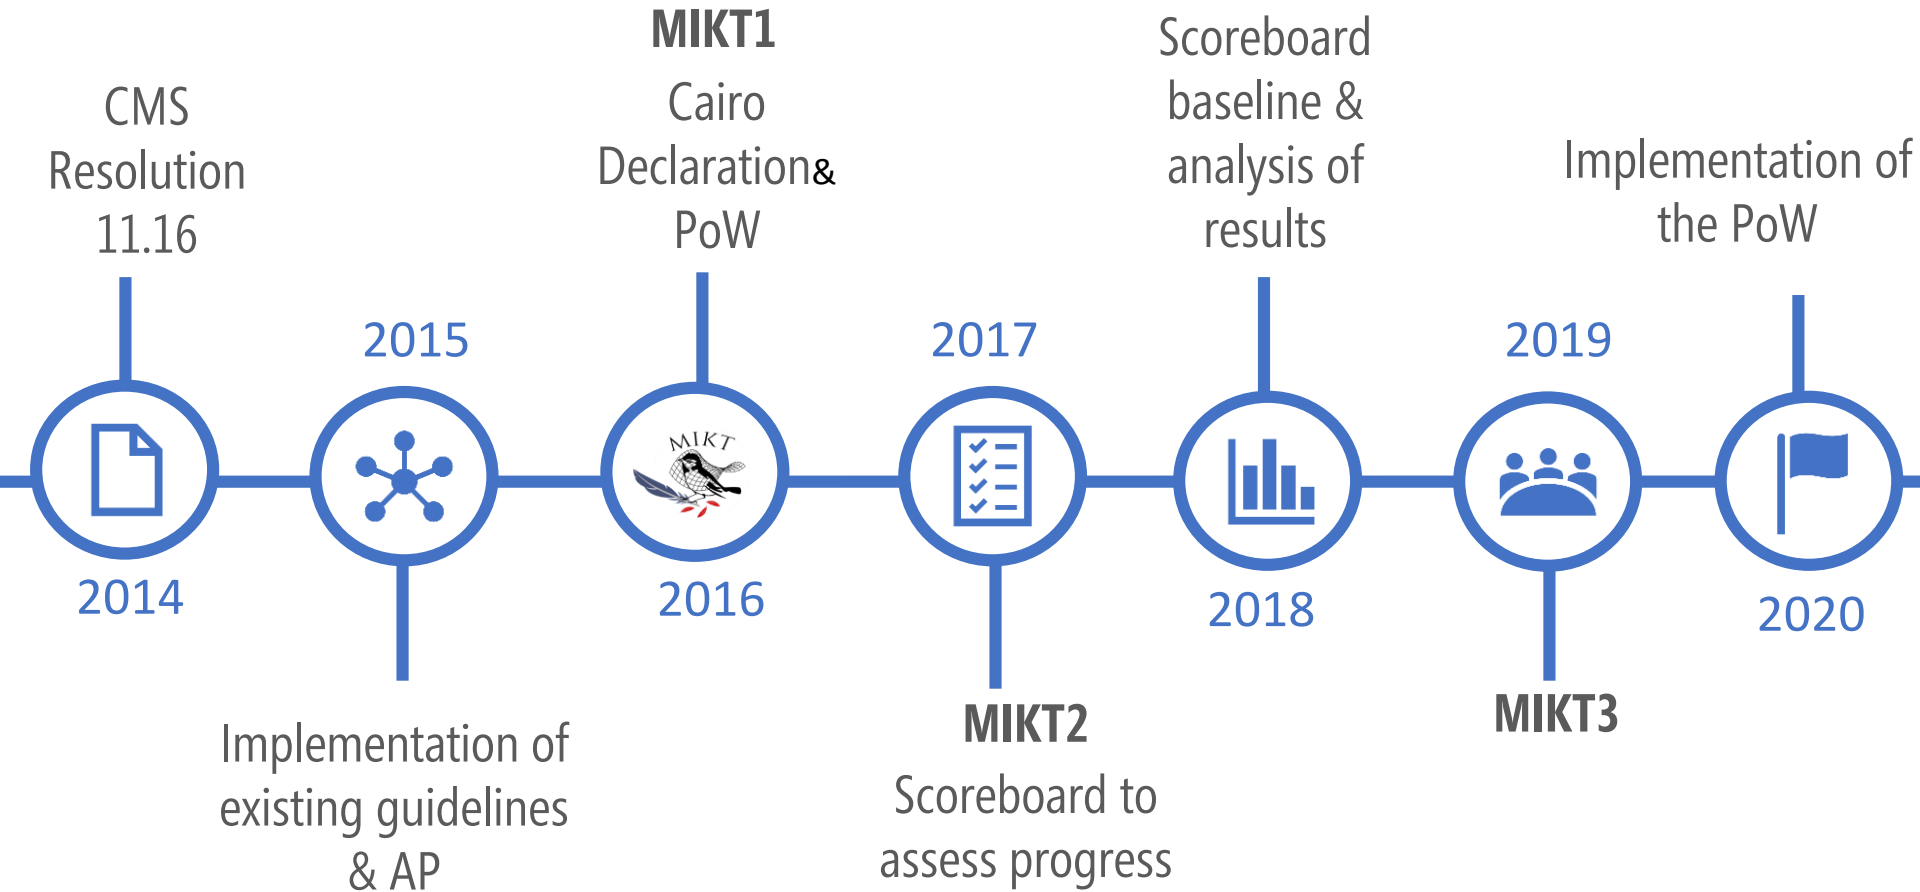 CMS
Resolution
11.16
2014
2015
Implementation of
existing guidelines
& AP
MIKT1
Cairo
Declaration&
PoW
MIKT
2016
2017
MIKT2
Scoreboard to
assess progress
Scoreboard
baseline &
analysis of
results
2018
2019
MIKT3
Implementation of
the PoW
2020